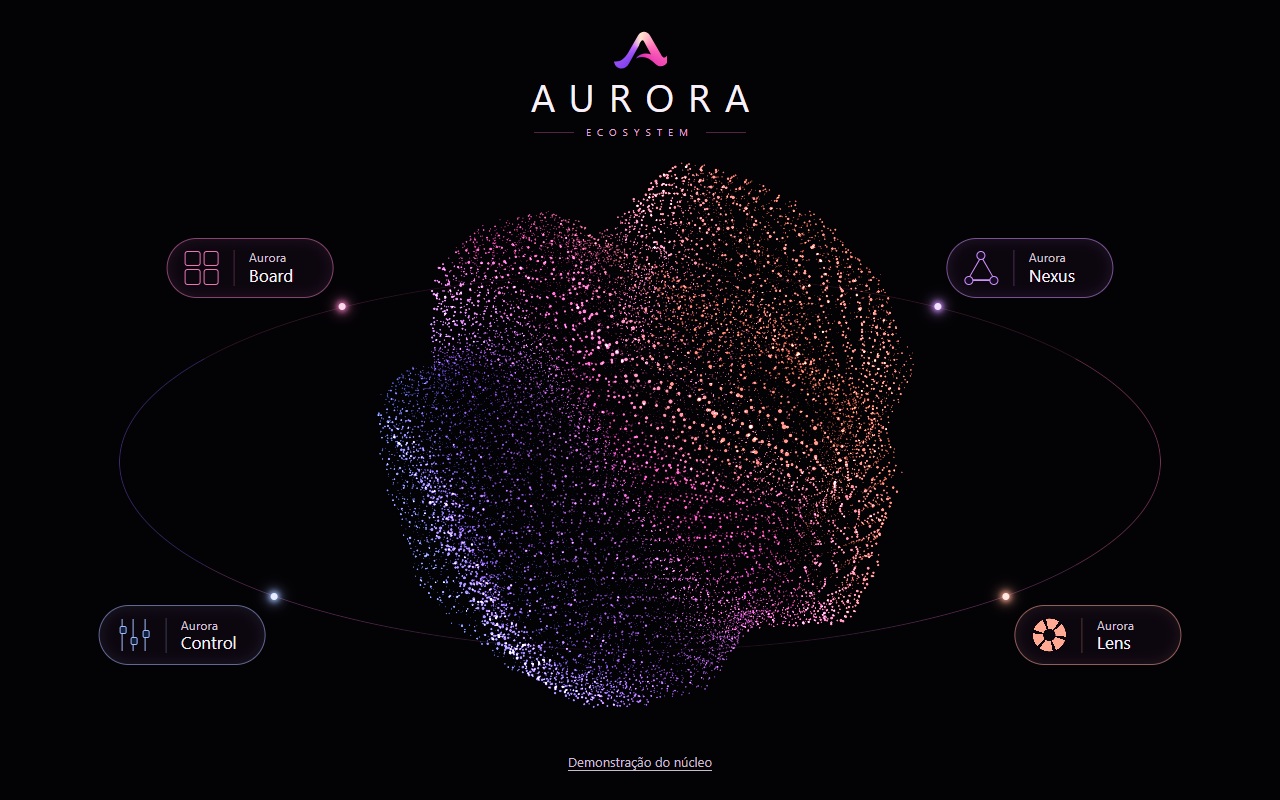 AURORA
ECOSYSTEM
Aurora
Board
Aurora
Nexus
Aurora
Control
Aurora
Lens
Demonstração do núcleo